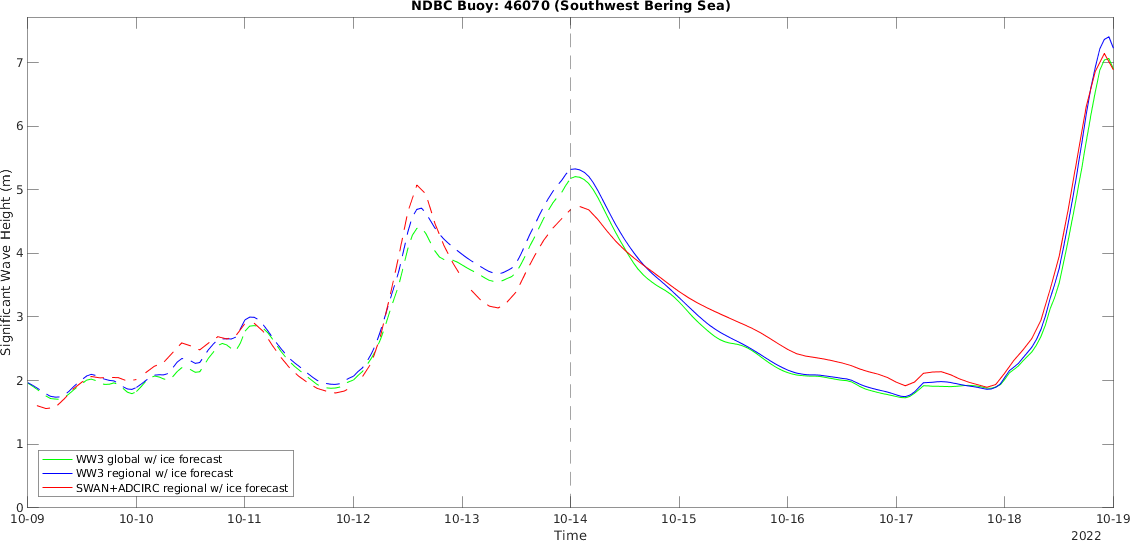 NDBC Buoy: 46070 (Southwest Bering Sea)
Significant Wave Height (m)
7
6
5
4
3
2
1
0
WW3 global w/ ice forecast
WW3 regional w/ ice forecast
SWAN+ADCIRC regional w/ ice forecast
10-09 10-10 10-11 10-12 10-13 10-14 10-15 10-16 10-17 10-18 10-19
Time
2022